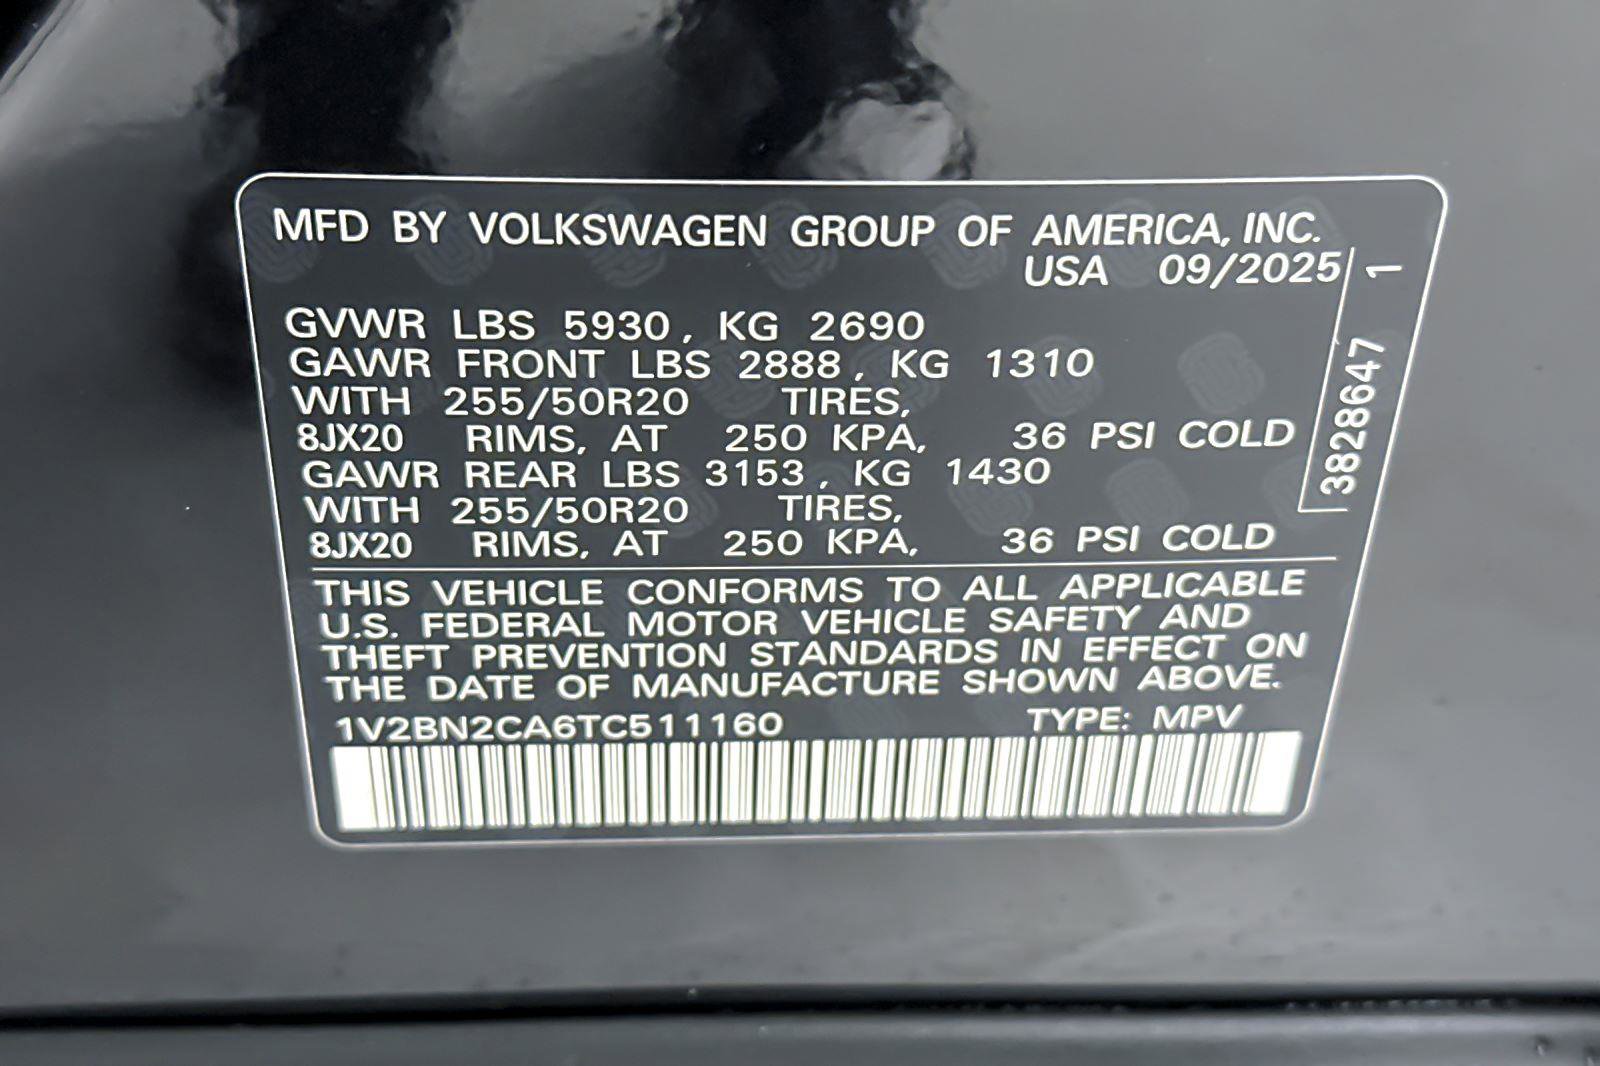 MFD BY VOLKSWAGEN GROUP OF AMERICA, INC.
USA 09/2025
GVWR LBS 5930, KG 2690
GAWR FRONT LBS 2888, KG 1310
WITH 255/50R20 TIRES,
8JX20 RIMS, AT 250 KPA, 36 PSI COLD
GAWR REAR LBS 3153, KG 1430
WITH 255/50R20 TIRES,
8JX20 RIMS, AT 250 KPA, 36 PSI COLD
3828647 1
THIS VEHICLE CONFORMS TO ALL APPLICABLE
U.S. FEDERAL MOTOR VEHICLE SAFETY AND
THEFT PREVENTION STANDARDS IN EFFECT ON
THE DATE OF MANUFACTURE SHOWN ABOVE.
1V2BN2CA6TC511160 TYPE: MPV